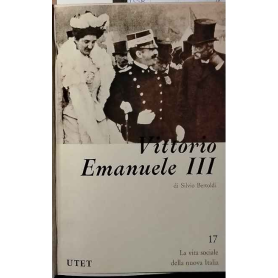 Vittorio
Emanuele III
di Silvio Bertoldi
17
La vita sociale
della nuova Italia
UTET